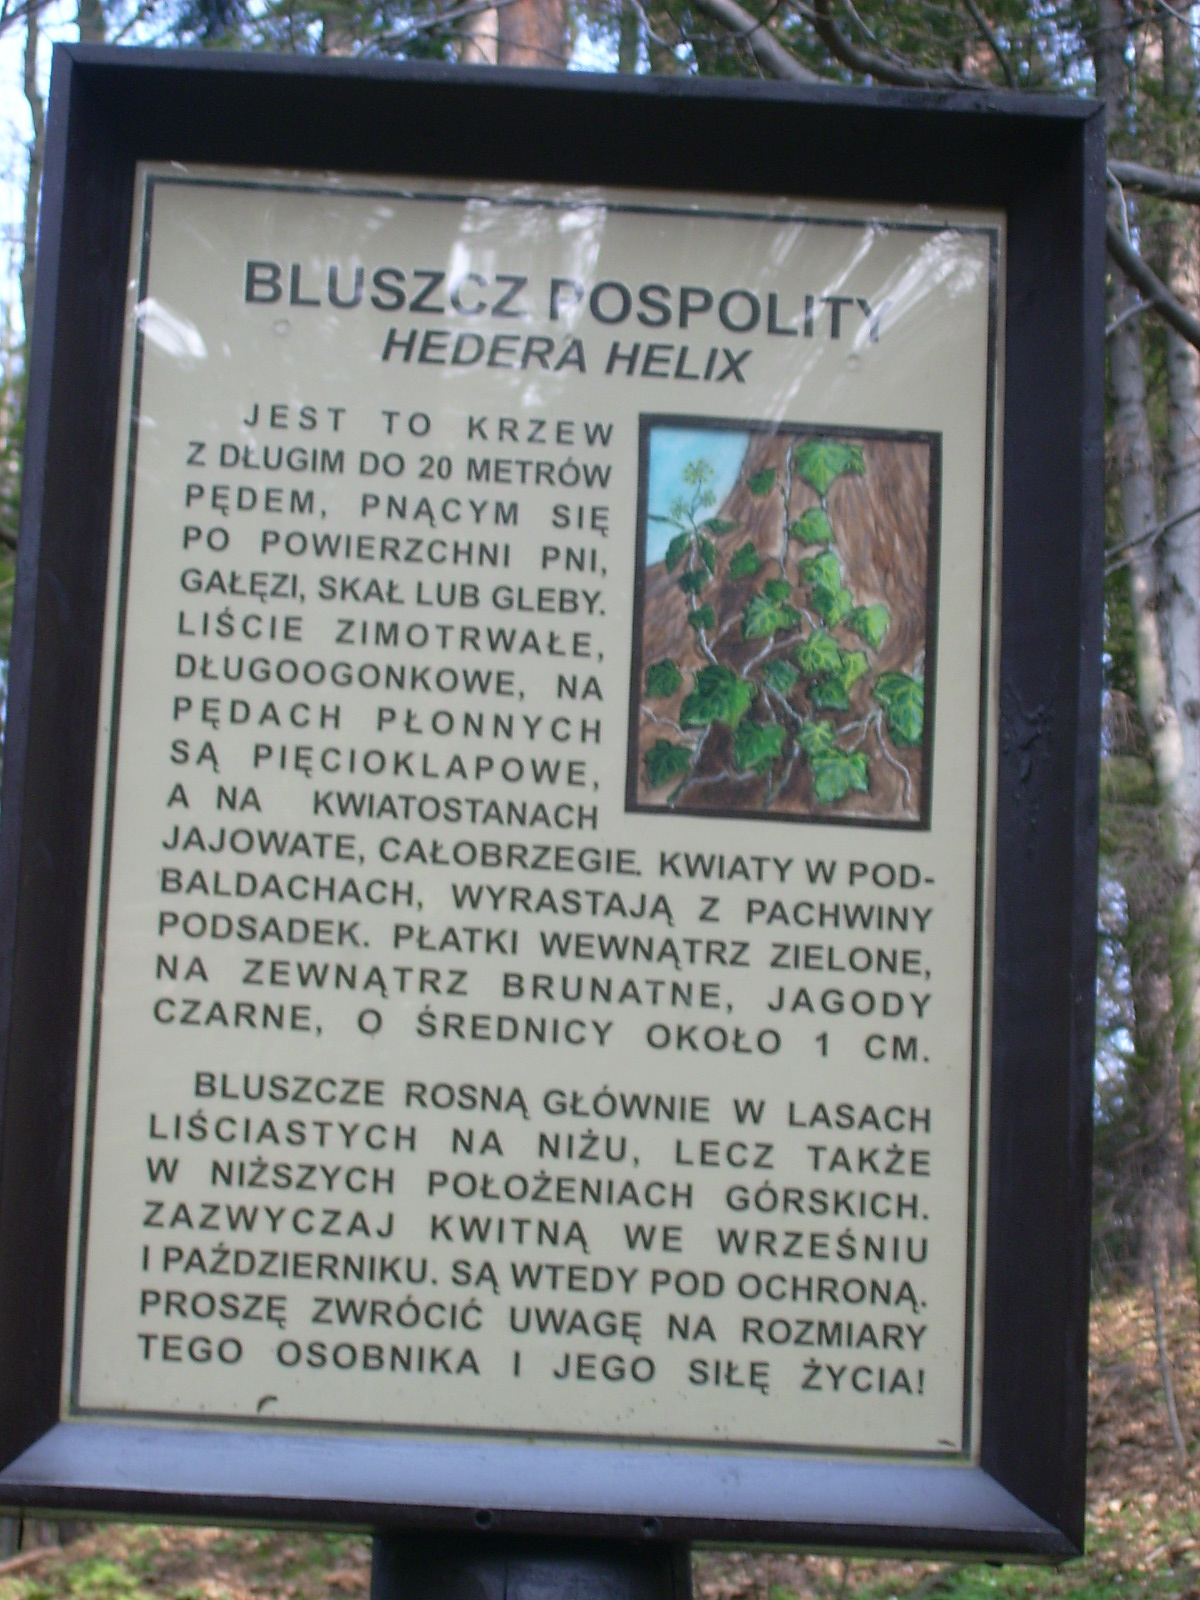 BLUSZCZ POSPOLITY
HEDERA HELIX
JEST TO KRZEW
Z DŁUGIM DO 20 METRÓW
PĘDEM, PNĄCYM SIĘ
PO POWIERZCHNI PNI,
GAŁĘZI, SKAŁ LUB GLEBY.
LIŚCIE ZIMOTRWAŁE,
DŁUGOOGONKOWE, NA
PĘDACH PŁONNYCH
SĄ PIĘCIOKLAPOWE,
A NA KWIATOSTANACH
JAJOWATE, CAŁOBRZEGIE. KWIATY W POD-
BALDACHACH, WYRASTAJĄ Z PACHWINY
PODSADEK. PŁATKI WEWNĄTRZ ZIELONE,
NA ZEWNĄTRZ BRUNATNE, JAGODY
CZARNE, O ŚREDNICY OKOŁO 1 CM.
BLUSZCZE ROSNĄ GŁÓWNIE W LASACH
LIŚCIASTYCH NA NIŻU, LECZ TAKŻE
W NIŻSZYCH POŁOŻENIACH GÓRSKICH.
ZAZWYCZAJ KWITNĄ WE WRZEŚNIU
I PAŹDZIERNIKU. SĄ WTEDY POD OCHRONĄ.
PROSZĘ ZWRÓCIĆ UWAGĘ NA ROZMIARY
TEGO OSOBNIKA I JEGO SIŁĘ ŻYCIA!